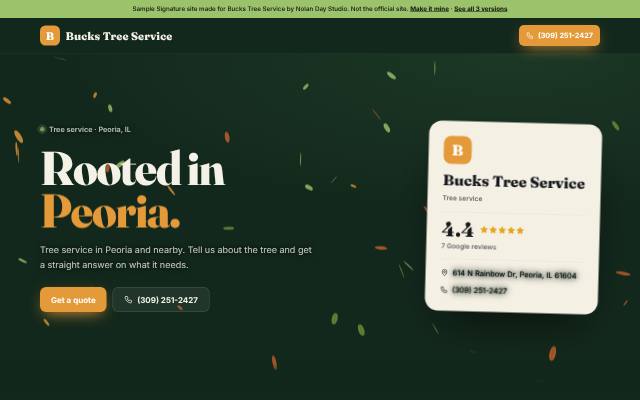 Sample Signature site made for Bucks Tree Service by Nolan Day Studio. Not the official site. Make it mine · See all 3 versions
B Bucks Tree Service
(309) 251-2427
Tree service · Peoria, IL
Rooted in
Peoria.
Tree service in Peoria and nearby. Tell us about the tree and get
a straight answer on what it needs.
Get a quote
(309) 251-2427
B
Bucks Tree Service
Tree service
4.4 ★★★★★
7 Google reviews
614 N Rainbow Dr, Peoria, IL 61604
(309) 251-2427